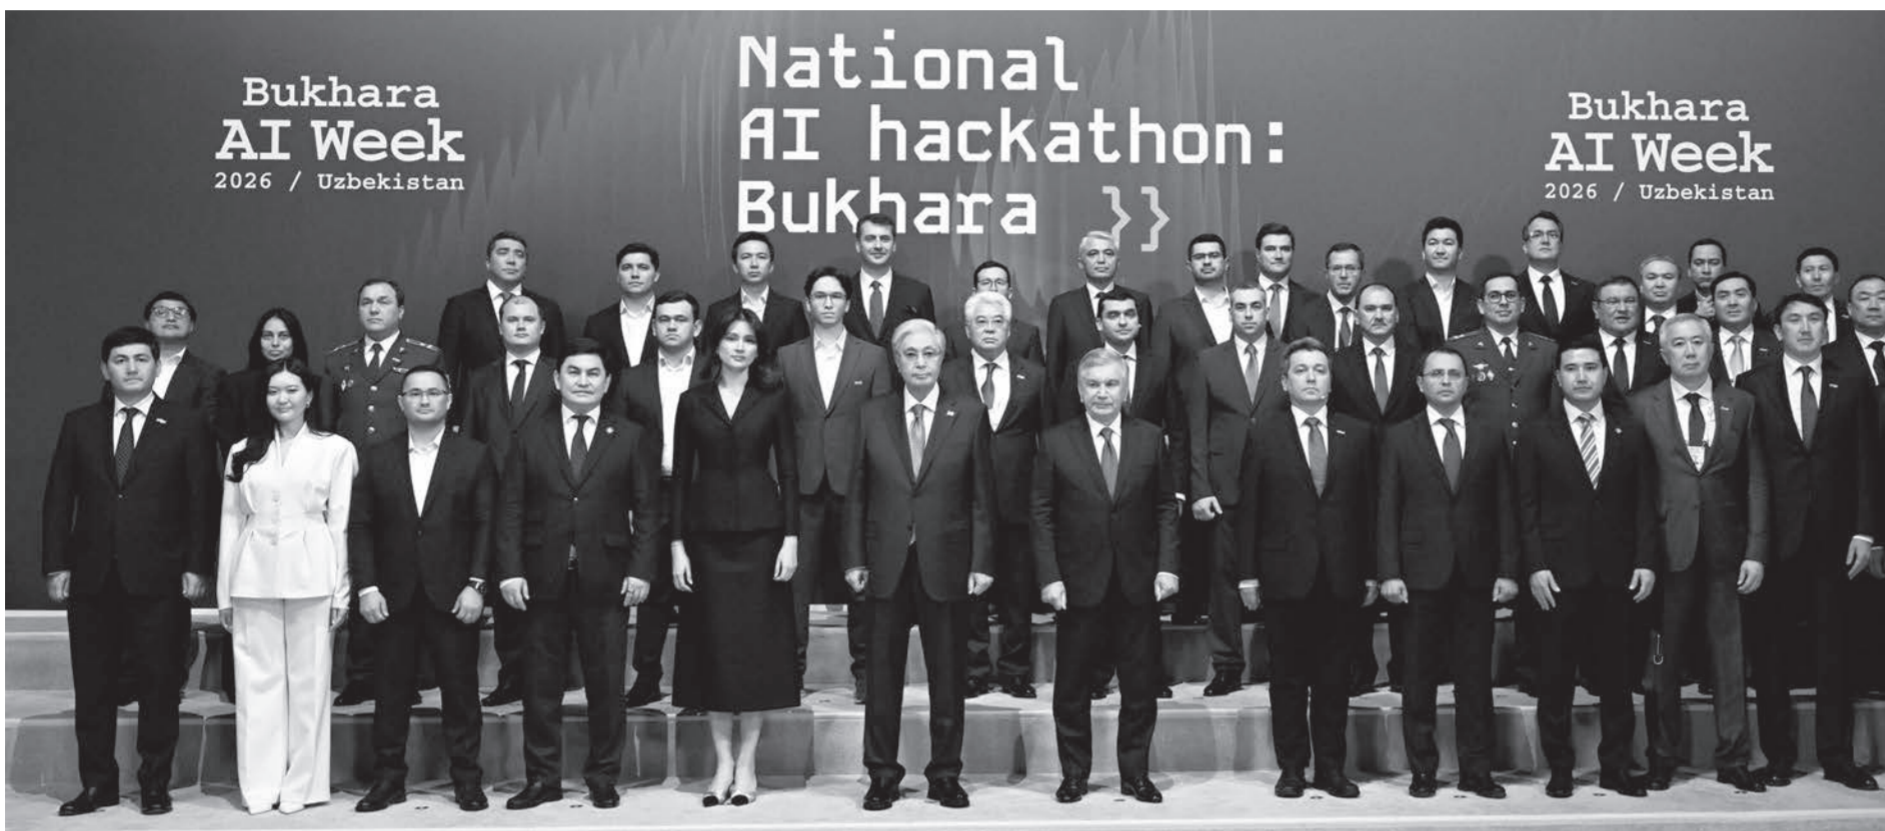 Bukhara
AI Week
2026 / Uzbekistan
National
AI hackathon:
Bukhara }}
Bukhara
AI Week
2026 / Uzbekistan